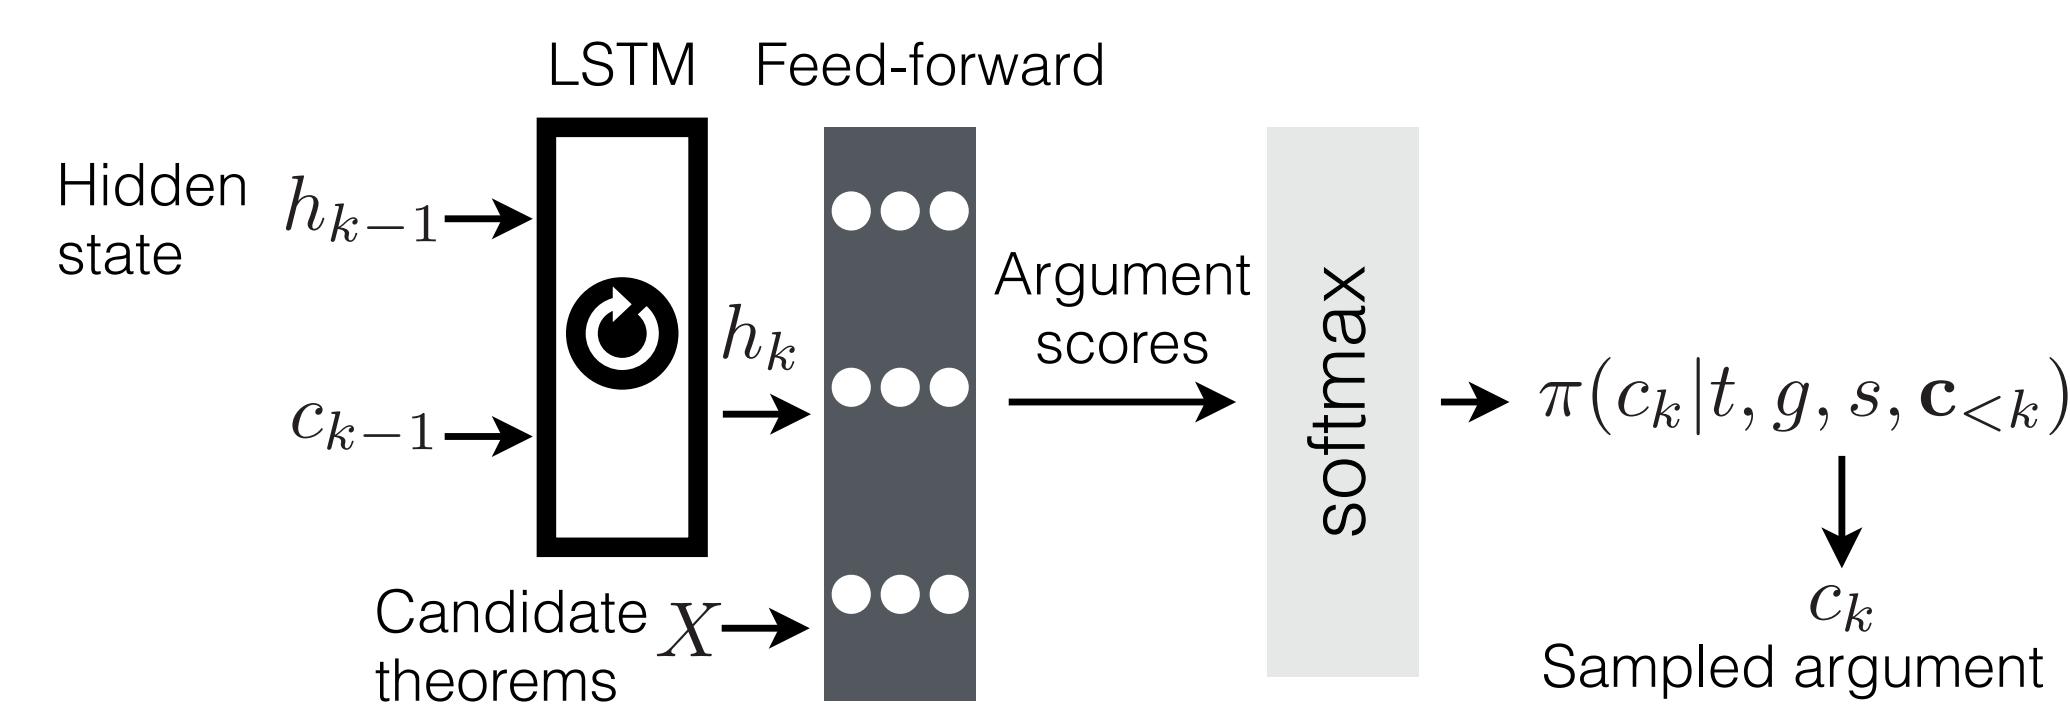 LSTM
Feed-forward
Hidden
state
h_{k-1}
c_{k-1}
h_k
Candidate
theorems
X
Argument
scores
softmax
π(c_k|t, g, s, c_{<k})
c_k
Sampled argument